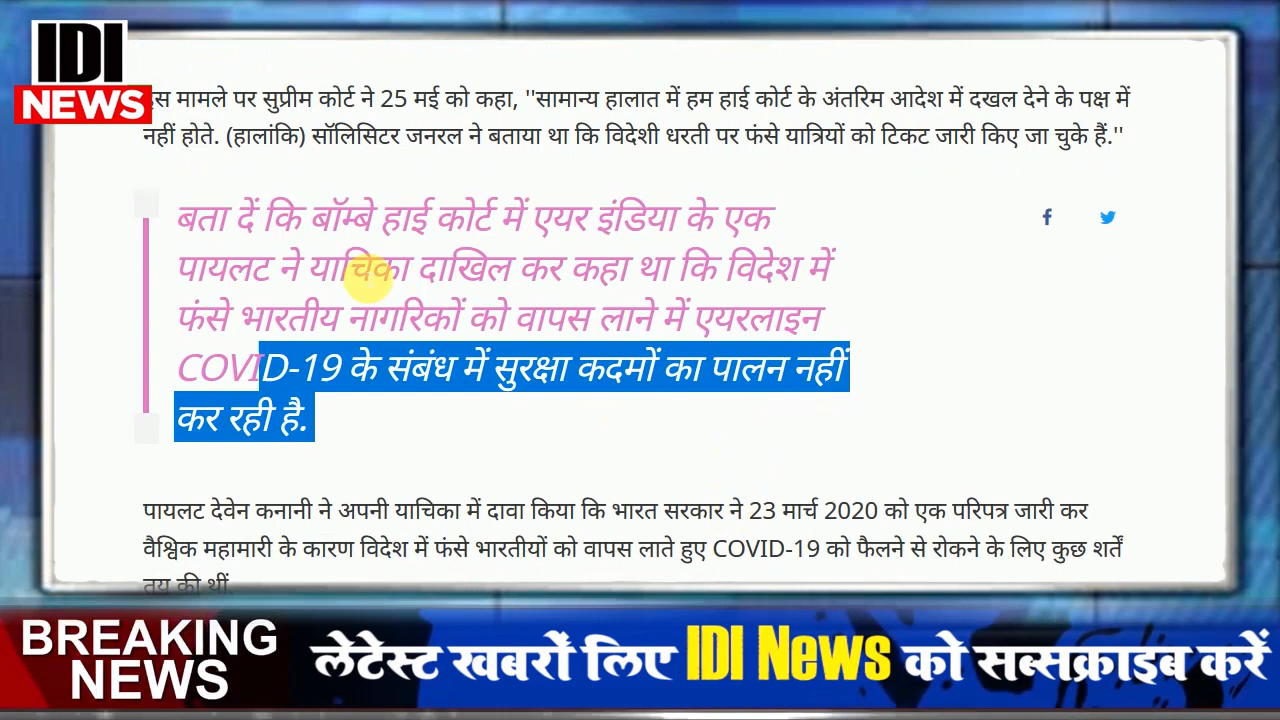 IDI
NEWS
इस मामले पर सुप्रीम कोर्ट ने 25 मई को कहा, ''सामान्य हालात में हम हाई कोर्ट के अंतरिम आदेश में दखल देने के पक्ष में
नहीं होते. (हालांकि) सॉलिसिटर जनरल ने बताया था कि विदेशी धरती पर फंसे यात्रियों को टिकट जारी किए जा चुके हैं.''
बता दें कि बॉम्बे हाई कोर्ट में एयर इंडिया के एक
पायलट ने याचिका दाखिल कर कहा था कि विदेश में
फंसे भारतीय नागरिकों को वापस लाने में एयरलाइन
COVID-19 के संबंध में सुरक्षा कदमों का पालन नहीं
कर रही है.
पायलट देवेन कनानी ने अपनी याचिका में दावा किया कि भारत सरकार ने 23 मार्च 2020 को एक परिपत्र जारी कर
वैश्विक महामारी के कारण विदेश में फंसे भारतीयों को वापस लाते हुए COVID-19 को फैलने से रोकने के लिए कुछ शर्तें
तय की थीं.
BREAKING
NEWS
लेटेस्ट खबरों लिए IDI News को सब्सक्राइब करें